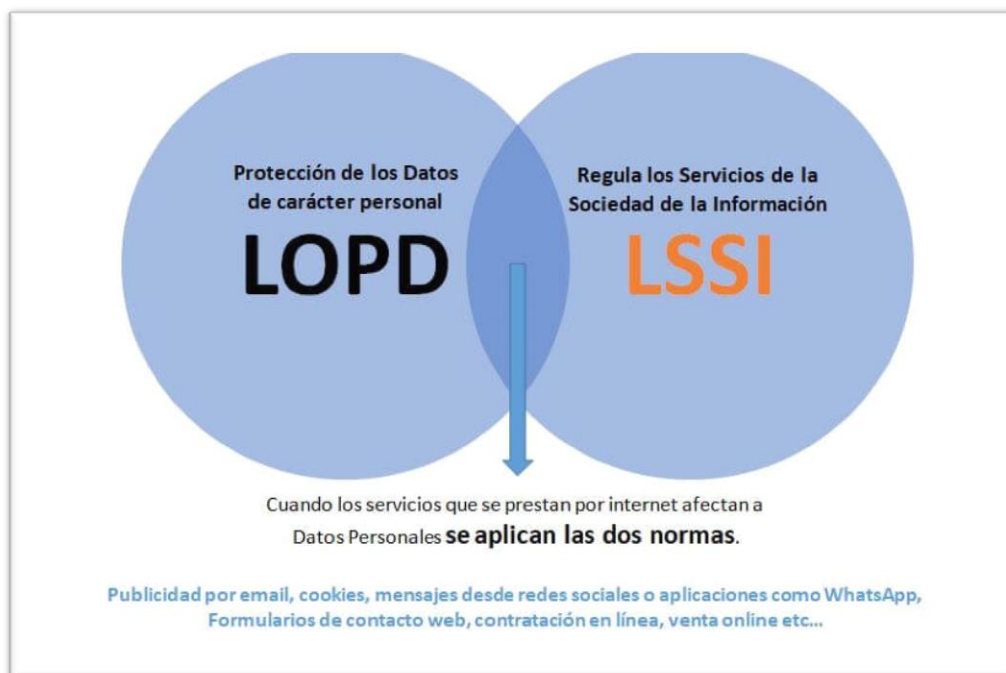 Protección de los Datos
de carácter personal
LOPD
Regula los Servicios de la
Sociedad de la Información
LSSI
Cuando los servicios que se prestan por internet afectan a
Datos Personales se aplican las dos normas.
Publicidad por email, cookies, mensajes desde redes sociales o aplicaciones como WhatsApp,
Formularios de contacto web, contratación en línea, venta online etc...